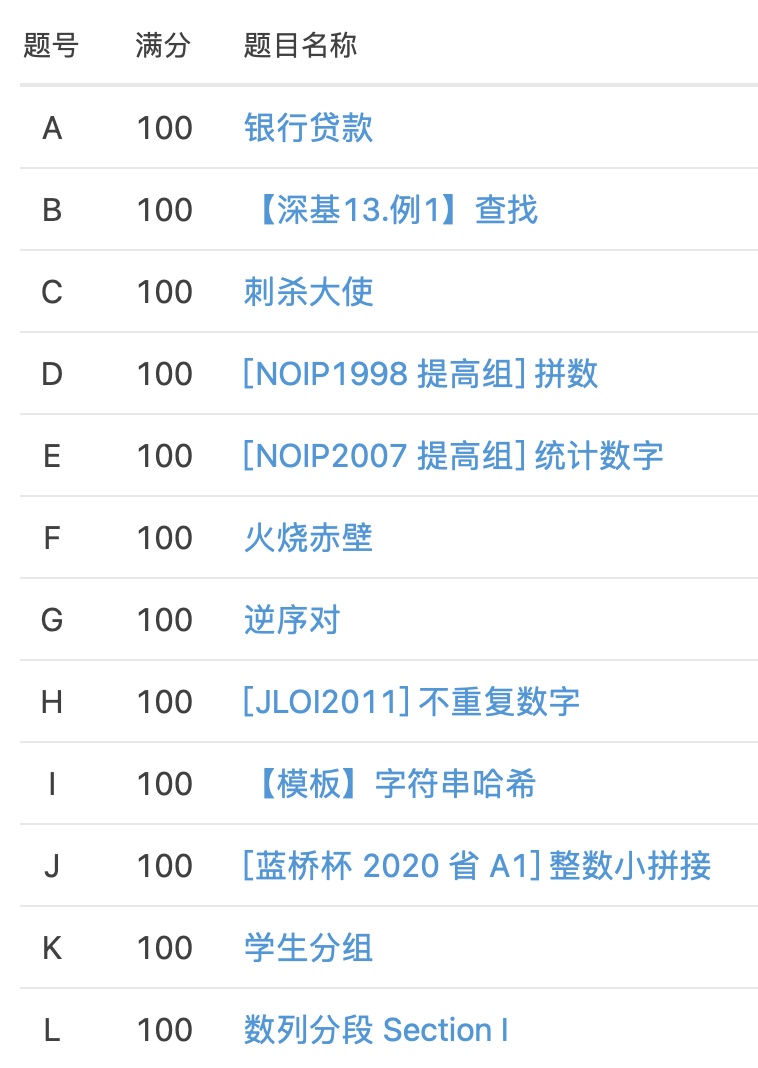 题号 满分 题目名称
A 100 银行贷款
B 100 【深基13.例1】查找
C 100 刺杀大使
D 100 [NOIP1998 提高组] 拼数
E 100 [NOIP2007 提高组] 统计数字
F 100 火烧赤壁
G 100 逆序对
H 100 [JLOI2011] 不重复数字
I 100 【模板】字符串哈希
J 100 [蓝桥杯 2020 省 A1] 整数小拼接
K 100 学生分组
L 100 数列分段 Section I